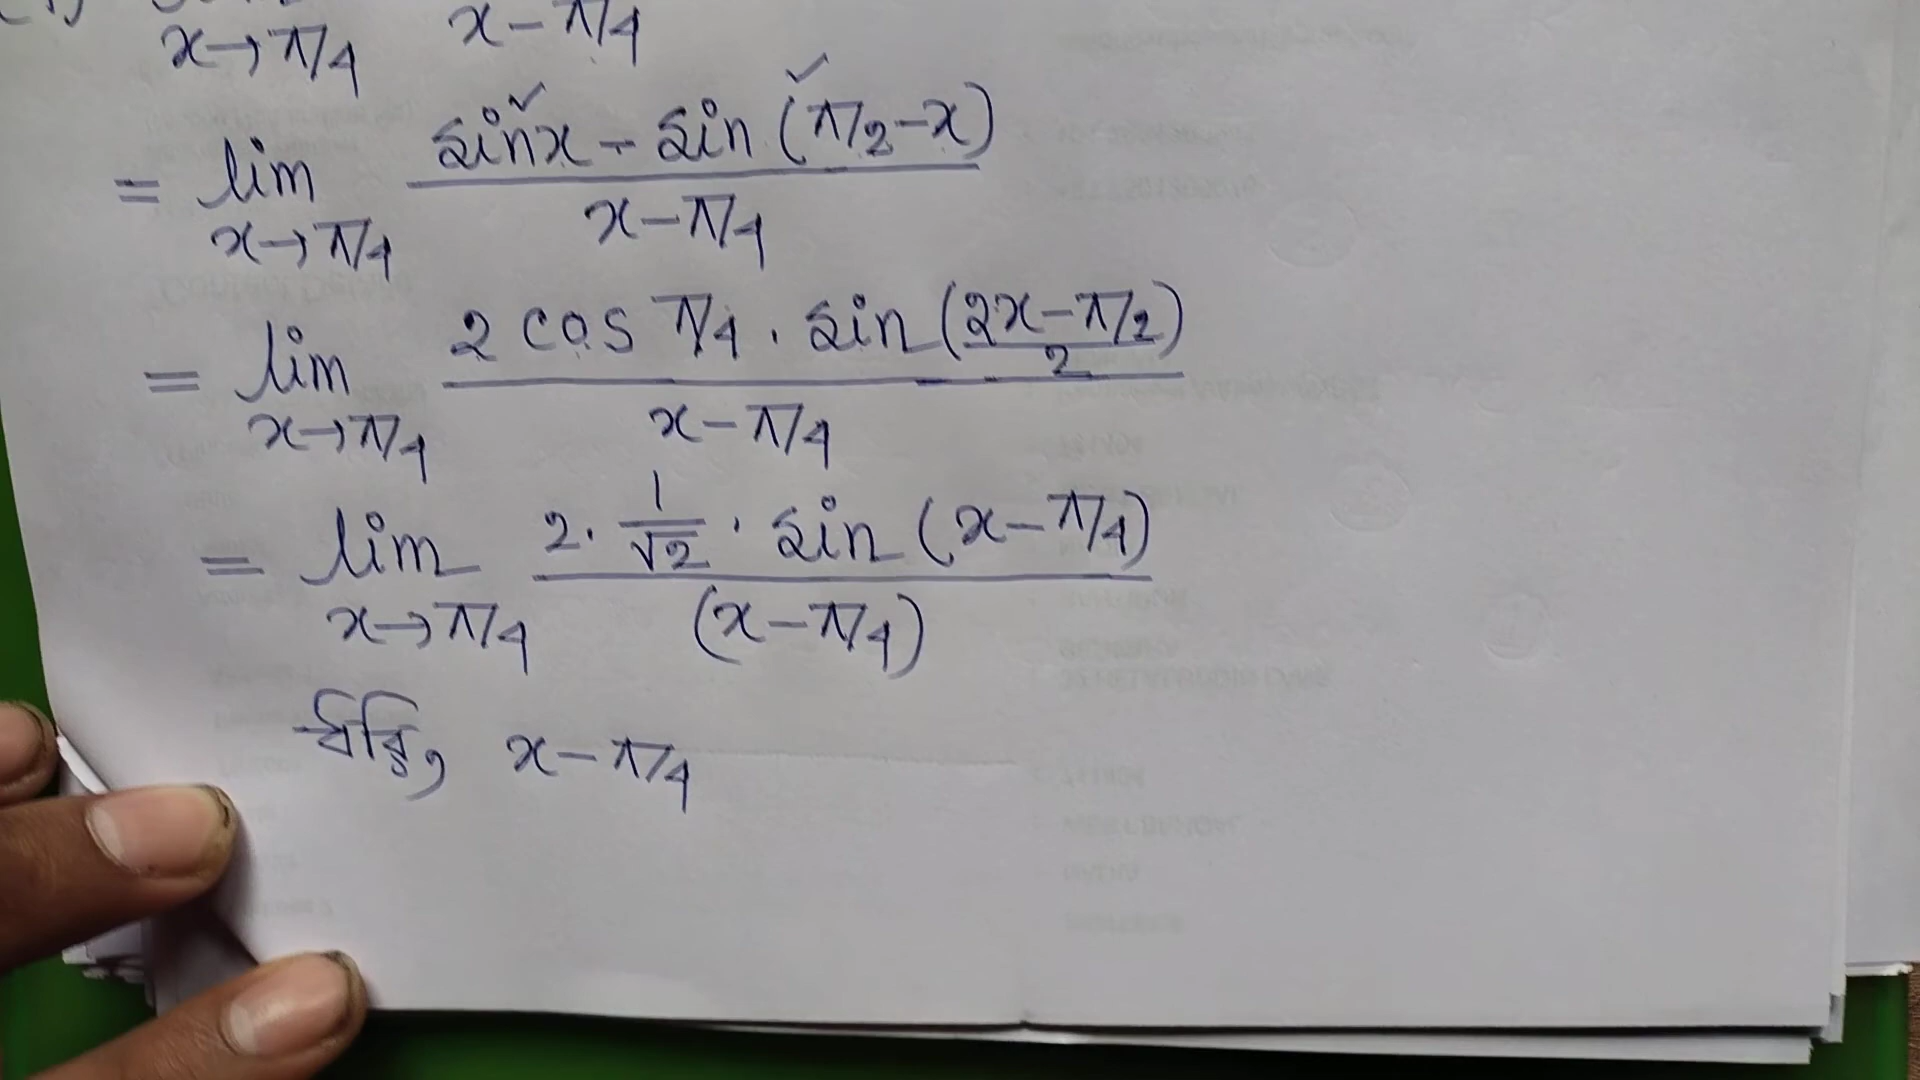 x→π/4 x-π/4
= lim x→π/4 (sinx - sin(π/2-x))/(x-π/4)
= lim x→π/4 (2 cos π/4 . sin((2x-π/2)/2))/(x-π/4)
= lim x→π/4 (2. 1/√2 . sin(x-π/4))/((x-π/4))
ধরি, x-π/4